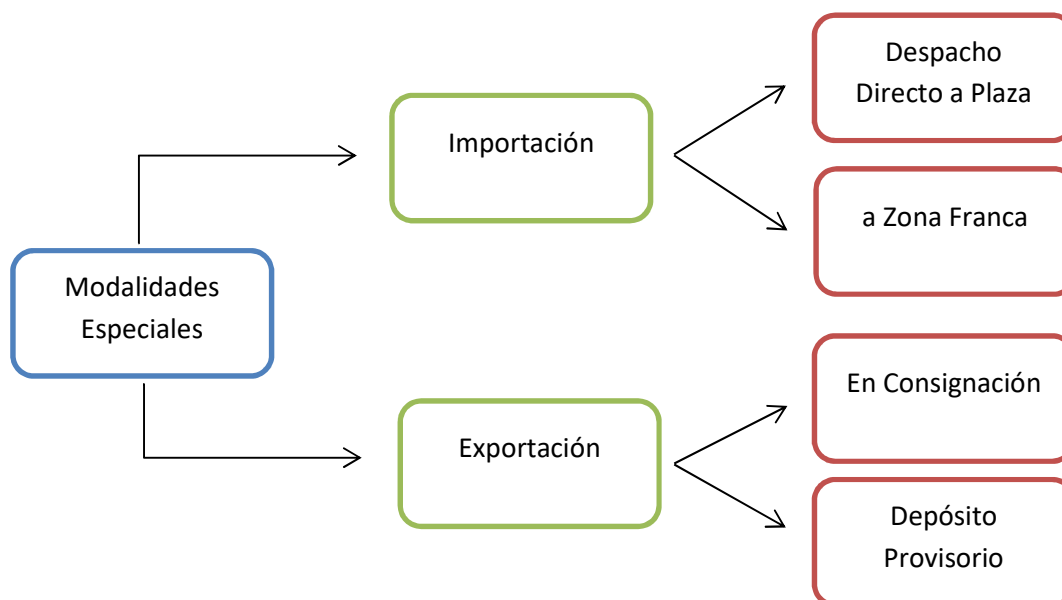 Modalidades
Especiales
Importación
Despacho
Directo a Plaza
a Zona Franca
Exportación
En Consignación
Depósito
Provisorio